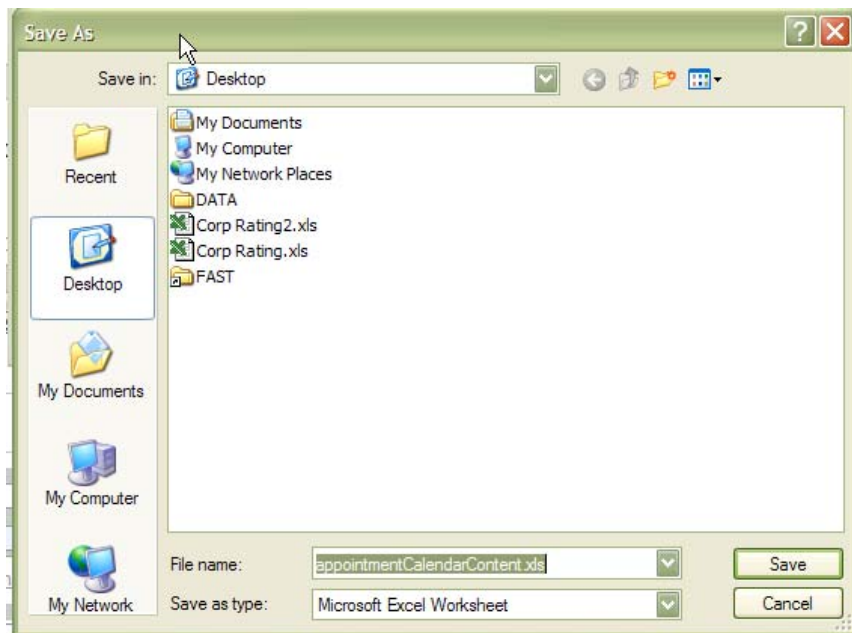 Save As
Save in:
Desktop
My Documents
My Computer
My Network Places
DATA
Corp Rating2.xls
Corp Rating.xls
FAST
Recent
Desktop
My Documents
My Computer
My Network
File name:
appointmentCalendarContent.xls
Save
Save as type:
Microsoft Excel Worksheet
Cancel